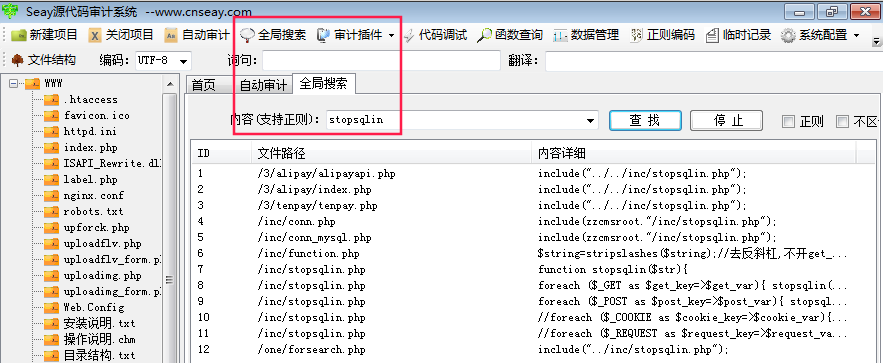 Seay源代码审计系统 --www.cnseay.com
新建项目 关闭项目 自动审计 全局搜索 审计插件 代码调试 函数查询 数据管理 正则编码 临时记录 系统配置
文件结构 编码: UTF-8 询问: 翻译:
WWW
.htaccess
favicon.ico
httpd.ini
index.php
ISAPI_Rewrite.dl
label.php
nginx.conf
robots.txt
upforck.php
uploadflv.php
uploadflv_form.p
uploadimg.php
uploadimg_form.p
Web.Config
安装说明.txt
操作说明.chm
目录结构.txt
首页 自动审计 全局搜索
内容(支持正则): stopsqlin 查 找 停 止 正则 不区
ID 文件路径 内容详细
1 /3/alipay/alipayapi.php include("../../inc/stopsqlin.php");
2 /3/alipay/index.php include("../../inc/stopsqlin.php");
3 /3/tenpay/tenpay.php include("../../inc/stopsqlin.php");
4 /inc/conn.php include(zzcmsroot."/inc/stopsqlin.php");
5 /inc/conn_mysql.php include(zzcmsroot."/inc/stopsqlin.php");
6 /inc/function.php $string=stripslashes($string);//去反斜杠,不开get_...
7 /inc/stopsqlin.php function stopsqlin($str){
8 /inc/stopsqlin.php foreach ($_GET as $get_key=>$get_var){ stopsqlin(...
9 /inc/stopsqlin.php foreach ($_POST as $post_key=>$post_var){ stopsql...
10 /inc/stopsqlin.php //foreach ($_COOKIE as $cookie_key=>$cookie_var){...
11 /inc/stopsqlin.php //foreach ($_REQUEST as $request_key=>$request_va...
12 /one/forsearch.php include("../inc/stopsqlin.php");